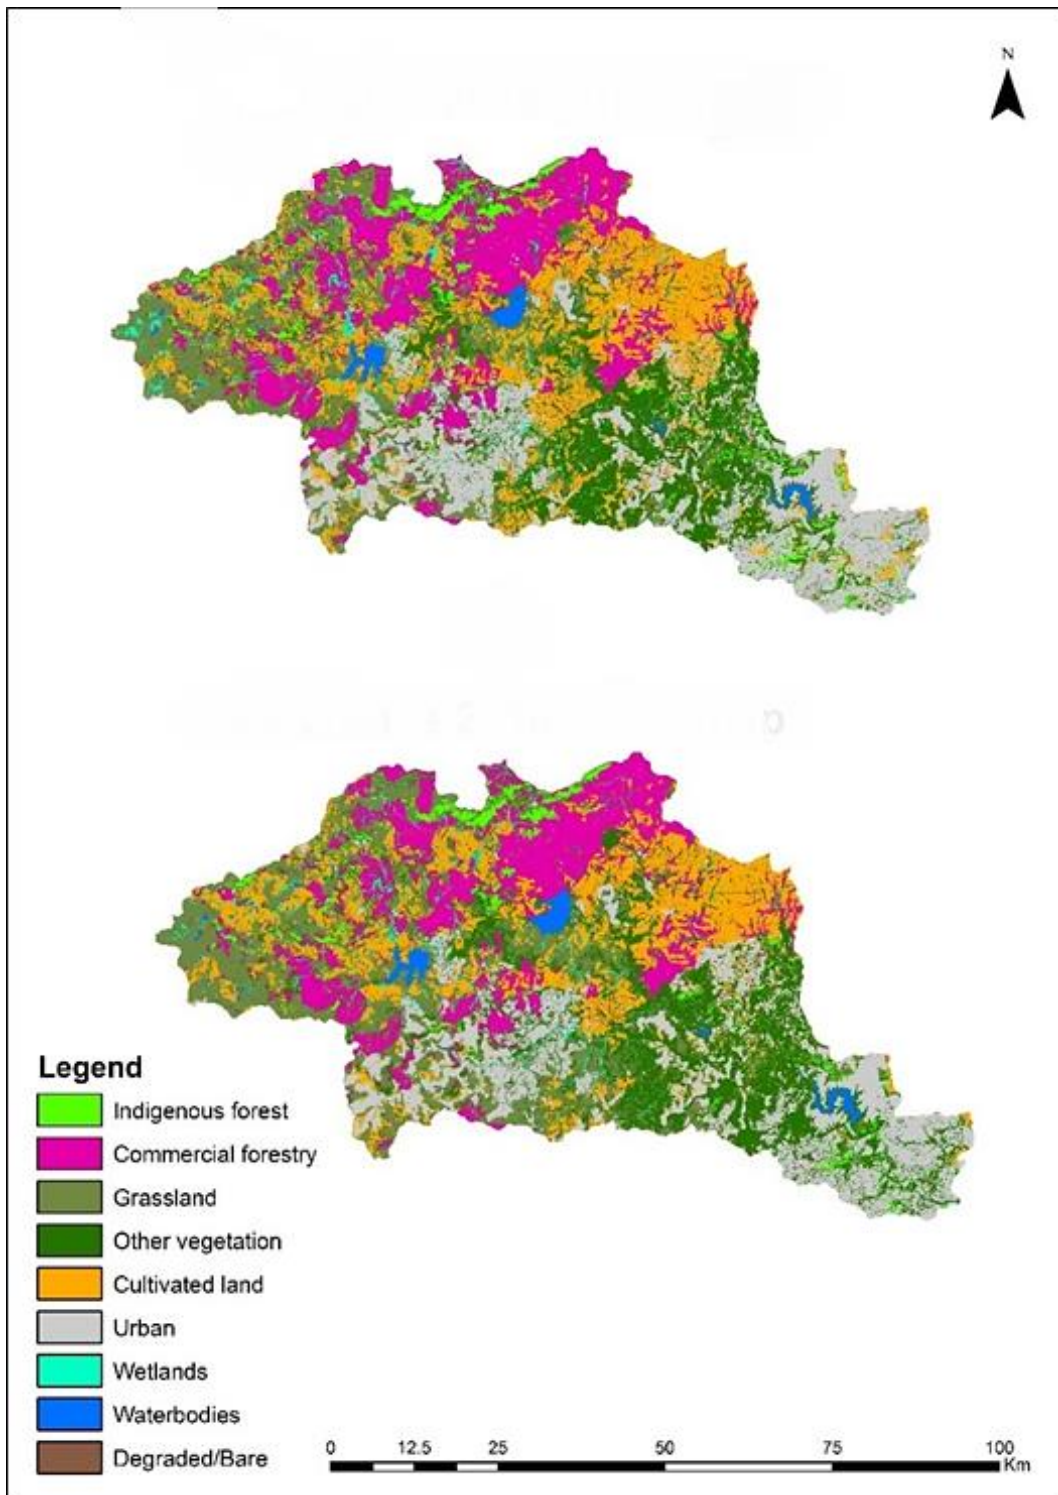 N
Legend
Indigenous forest
Commercial forestry
Grassland
Other vegetation
Cultivated land
Urban
Wetlands
Waterbodies
Degraded/Bare
0 12.5 25 50 75 100
Km